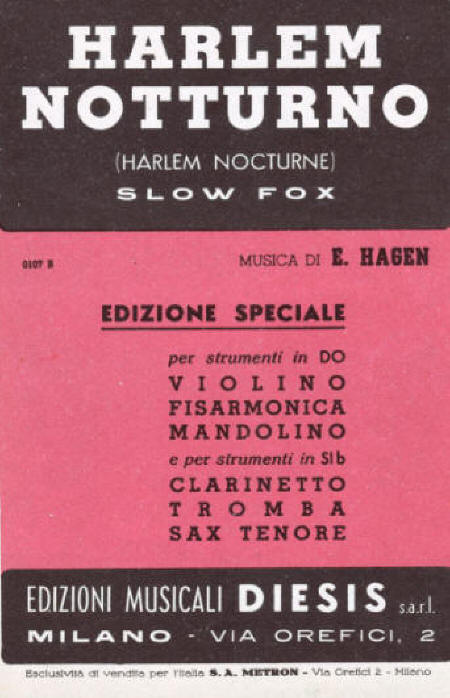 HARLEM
NOTTURNO
(HARLEM NOCTURNE)
SLOW FOX
0107 B
MUSICA DI E. HAGEN
EDIZIONE SPECIALE
per strumenti in DO
VIOLINO
FISARMONICA
MANDOLINO
e per strumenti in SIb
CLARINETTO
TROMBA
SAX TENORE
EDIZIONI MUSICALI DIESIS s.a.r.l.
MILANO - VIA OREFICI, 2
Esclusività di vendita per l'Italia S. A. METRON - Via Orefici 2 - Milano